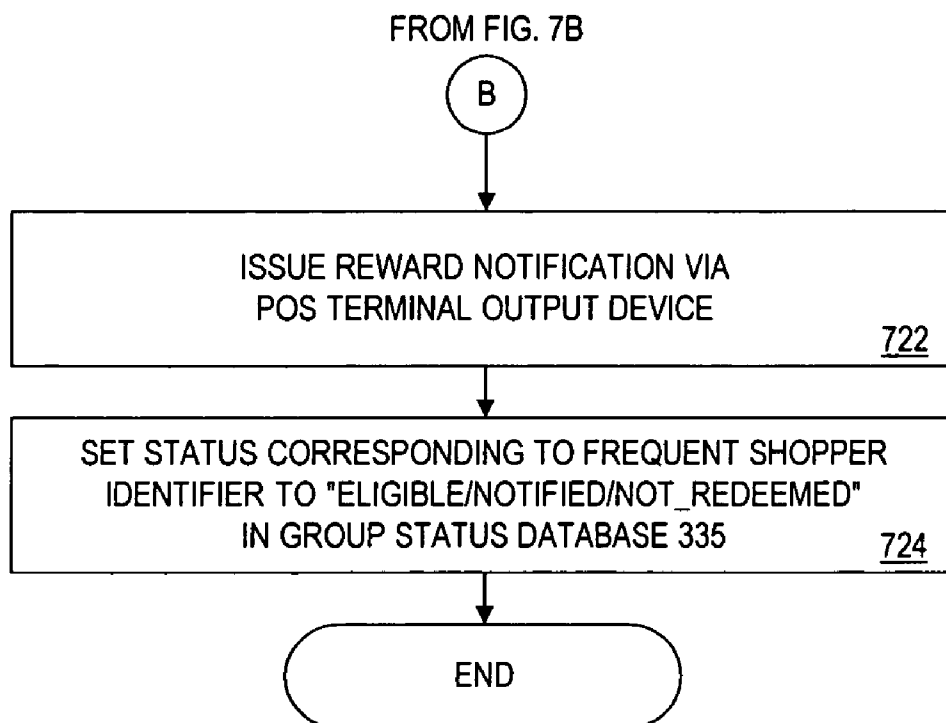 FROM FIG. 7B
B
ISSUE REWARD NOTIFICATION VIA
POS TERMINAL OUTPUT DEVICE
722
SET STATUS CORRESPONDING TO FREQUENT SHOPPER
IDENTIFIER TO "ELIGIBLE/NOTIFIED/NOT_REDEEMED"
IN GROUP STATUS DATABASE 335
724
END